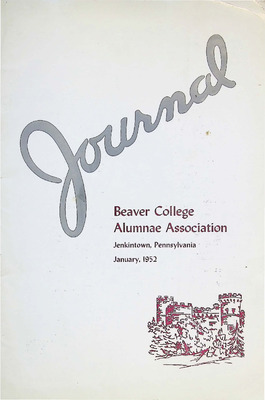 Journal
Beaver College
Alumnae Association
Jenkintown, Pennsylvania
January, 1952